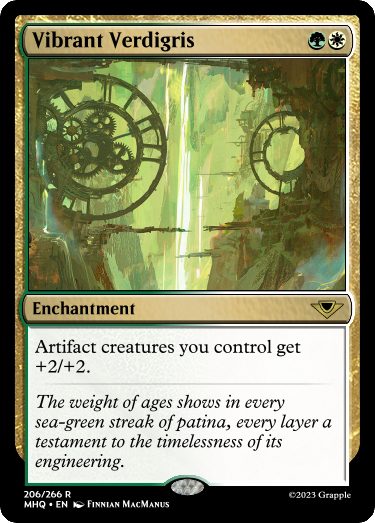 Vibrant Verdigris
Enchantment
Artifact creatures you control get
+2/+2.
The weight of ages shows in every
sea-green streak of patina, every layer a
testament to the timelessness of its
engineering.
206/266 R
MHQ • EN Finnian MacManus
©2023 Grapple